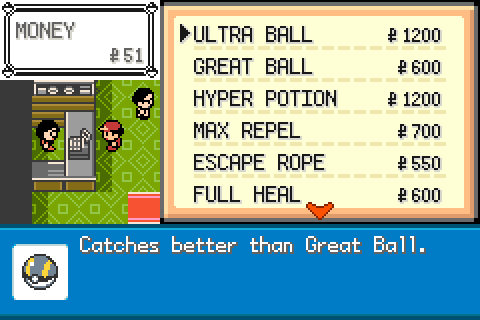 MONEY
₽51
ULTRA BALL ₽1200
GREAT BALL ₽600
HYPER POTION ₽1200
MAX REPEL ₽700
ESCAPE ROPE ₽550
FULL HEAL ₽600
Catches better than Great Ball.